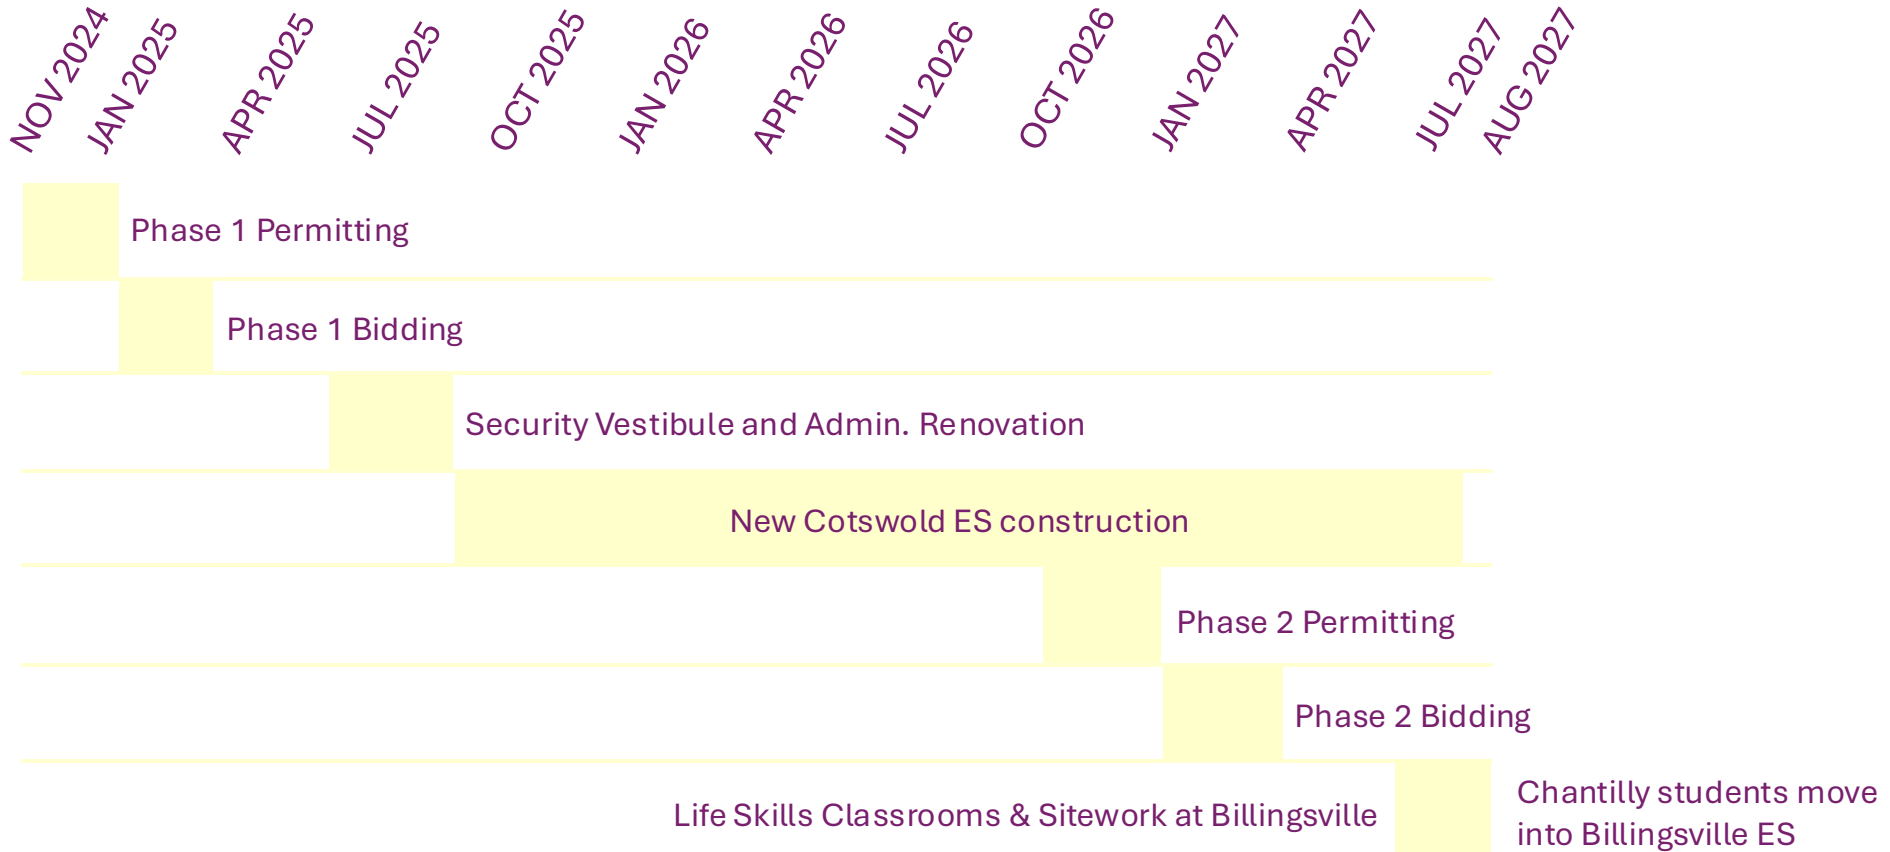 NOV 2024
JAN 2025
APR 2025
JUL 2025
OCT 2025
JAN 2026
APR 2026
JUL 2026
OCT 2026
JAN 2027
APR 2027
JUL 2027
AUG 2027
Phase 1 Permitting
Phase 1 Bidding
Security Vestibule and Admin. Renovation
New Cotswold ES construction
Phase 2 Permitting
Phase 2 Bidding
Life Skills Classrooms & Sitework at Billingsville
Chantilly students move
into Billingsville ES